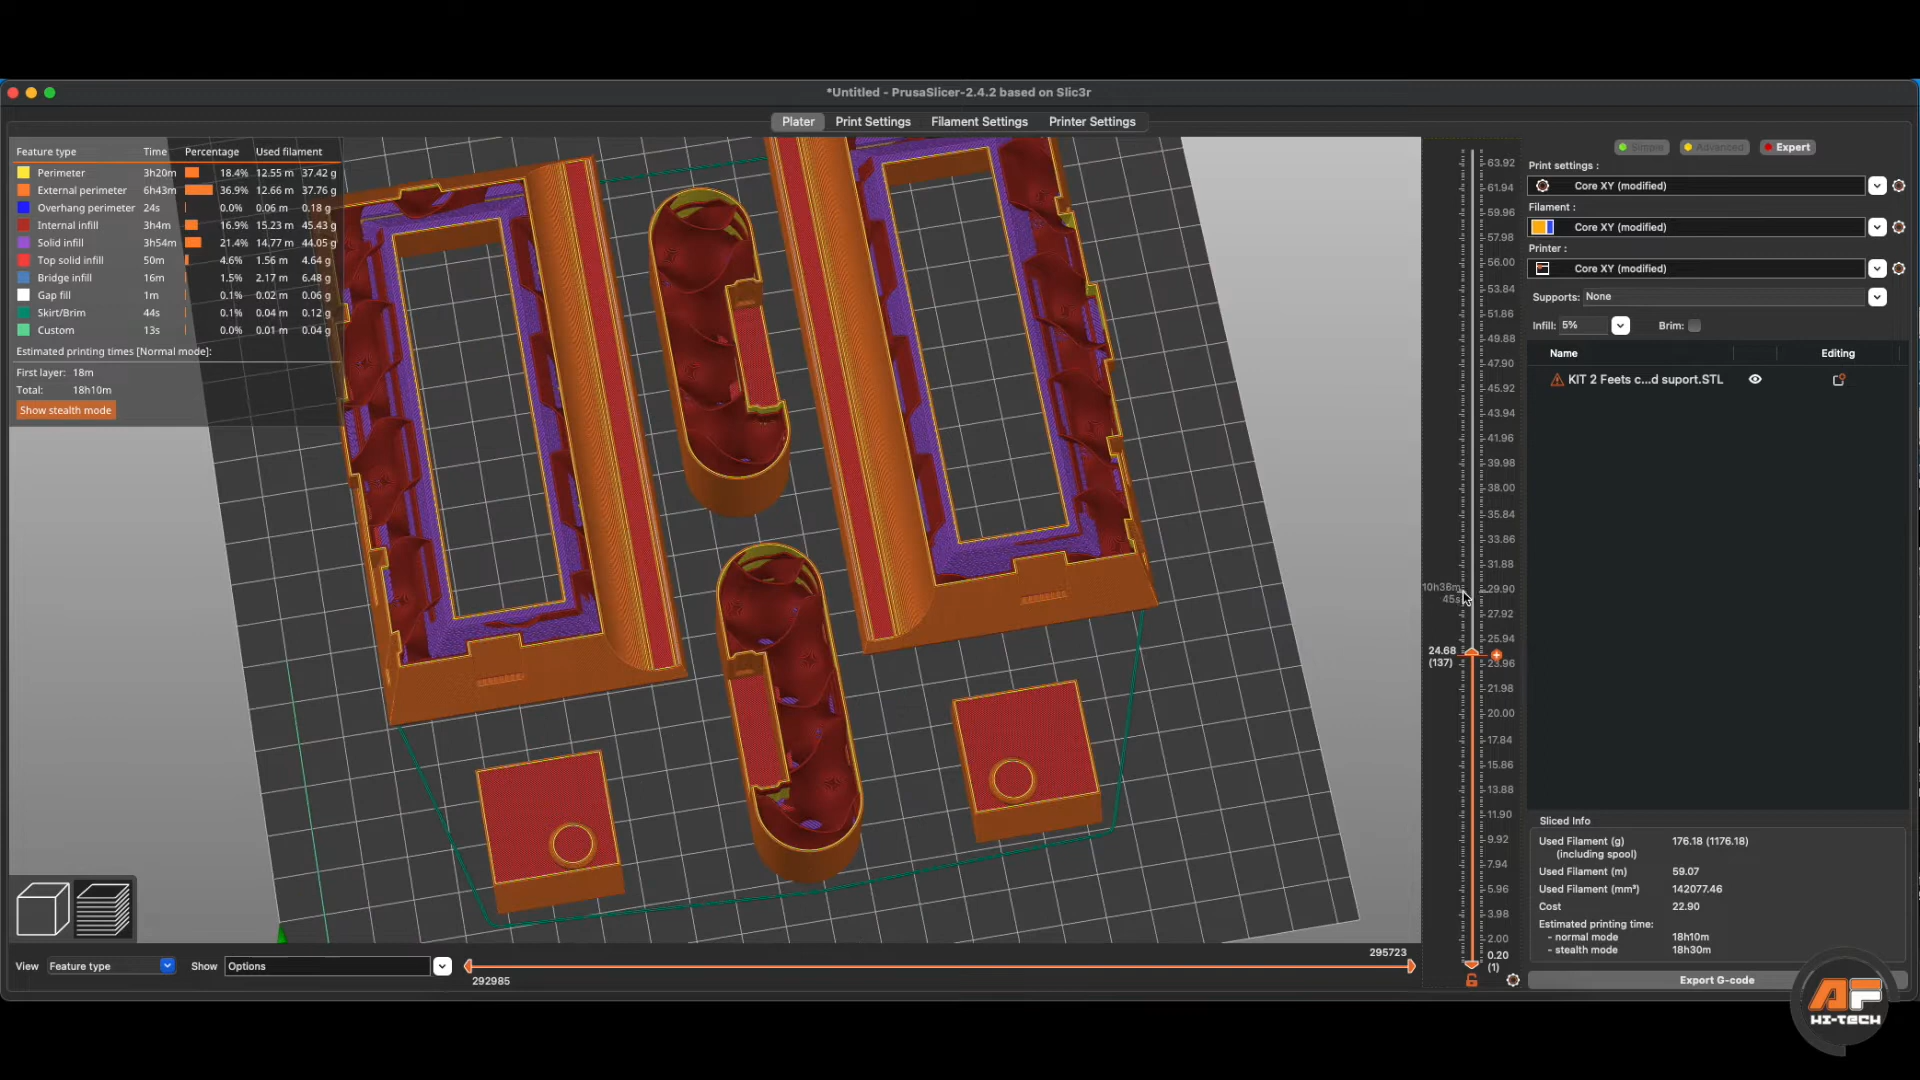 *Untitled - PrusaSlicer-2.4.2 based on Slic3r
Plater Print Settings Filament Settings Printer Settings
Feature type Time Percentage Used filament
Perimeter 3h20m 18.4% 12.55 m 37.42 g
External perimeter 6h43m 36.9% 12.66 m 37.76 g
Overhang perimeter 24s 0.0% 0.06 m 0.18 g
Internal infill 3h4m 16.9% 15.23 m 45.43 g
Solid infill 3h54m 21.4% 14.77 m 44.05 g
Top solid infill 50m 4.6% 1.56 m 4.64 g
Bridge infill 16m 1.5% 2.17 m 6.48 g
Gap fill 1m 0.1% 0.02 m 0.06 g
Skirt/Brim 44s 0.1% 0.04 m 0.12 g
Custom 13s 0.0% 0.01 m 0.04 g
Estimated printing times [Normal mode]:
First layer: 18m
Total: 18h10m
Show stealth mode
View Feature type Show Options
292985
295723
63.92
61.94
59.96
57.98
56.00
53.84
51.86
49.88
47.90
45.92
43.94
41.96
39.98
38.00
35.84
33.86
31.88
29.90
27.92
25.94
23.96
21.98
20.00
17.84
15.86
13.88
11.90
9.92
7.94
5.96
3.98
2.00
0.20
(1)
10h36m
45s
24.68
(137)
Simple Advanced Expert
Print settings :
Core XY (modified)
Filament :
Core XY (modified)
Printer :
Core XY (modified)
Supports: None
Infill: 5% Brim:
Name Editing
KIT 2 Feets c...d suport.STL
Sliced Info
Used Filament (g) 176.18 (1176.18)
(including spool)
Used Filament (m) 59.07
Used Filament (mm³) 142077.46
Cost 22.90
Estimated printing time:
- normal mode 18h10m
- stealth mode 18h30m
Export G-code
AF
HI-TECH